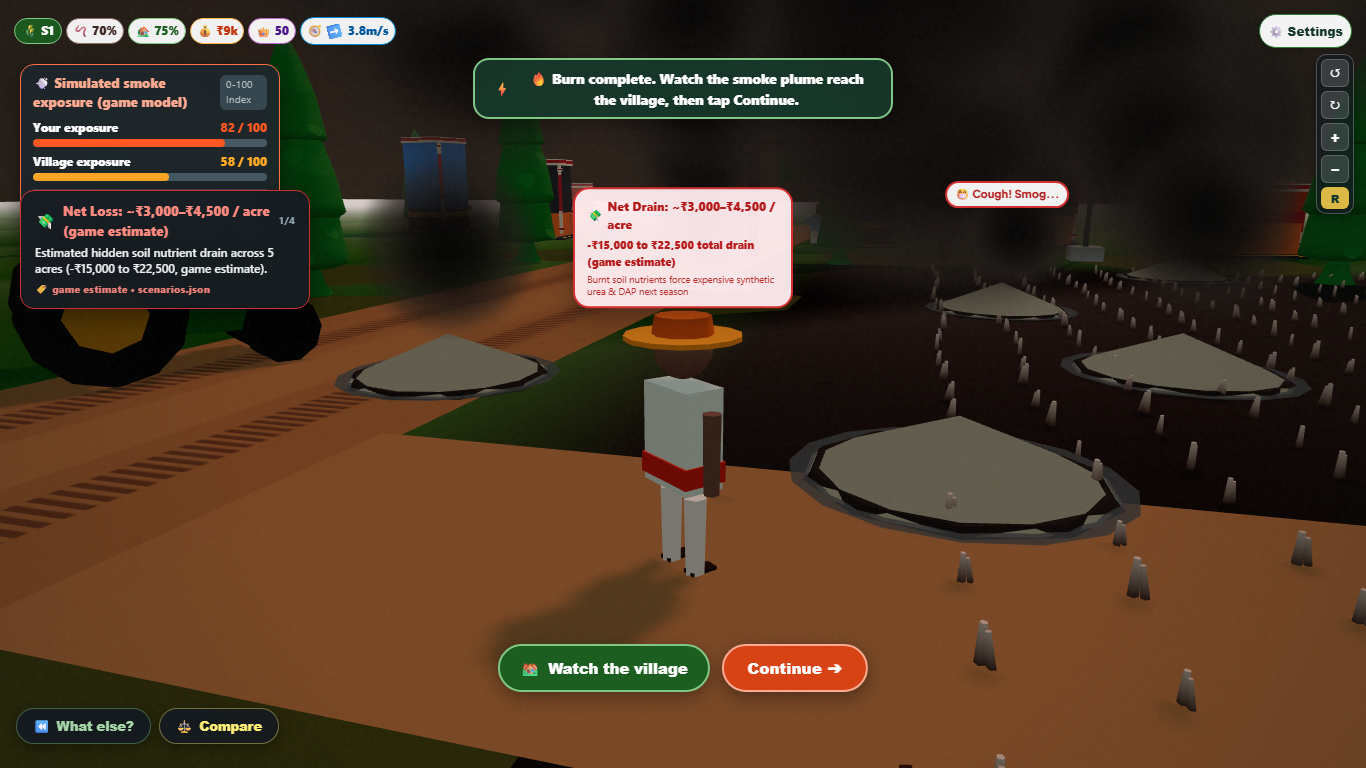 S1
70%
75%
₹9k
50
3.8m/s
Settings
Simulated smoke
exposure (game model)
0-100
Index
Your exposure
82 / 100
Village exposure
58 / 100
Net Loss: ~₹3,000–₹4,500 / acre
(game estimate)
1/4
Estimated hidden soil nutrient drain across 5
acres (-₹15,000 to ₹22,500, game estimate).
game estimate • scenarios.json
Burn complete. Watch the smoke plume reach
the village, then tap Continue.
Net Drain: ~₹3,000–₹4,500 /
acre
-₹15,000 to ₹22,500 total drain
(game estimate)
Burnt soil nutrients force expensive synthetic
urea & DAP next season
Cough! Smog...
R
Watch the village
Continue ➔
What else?
Compare